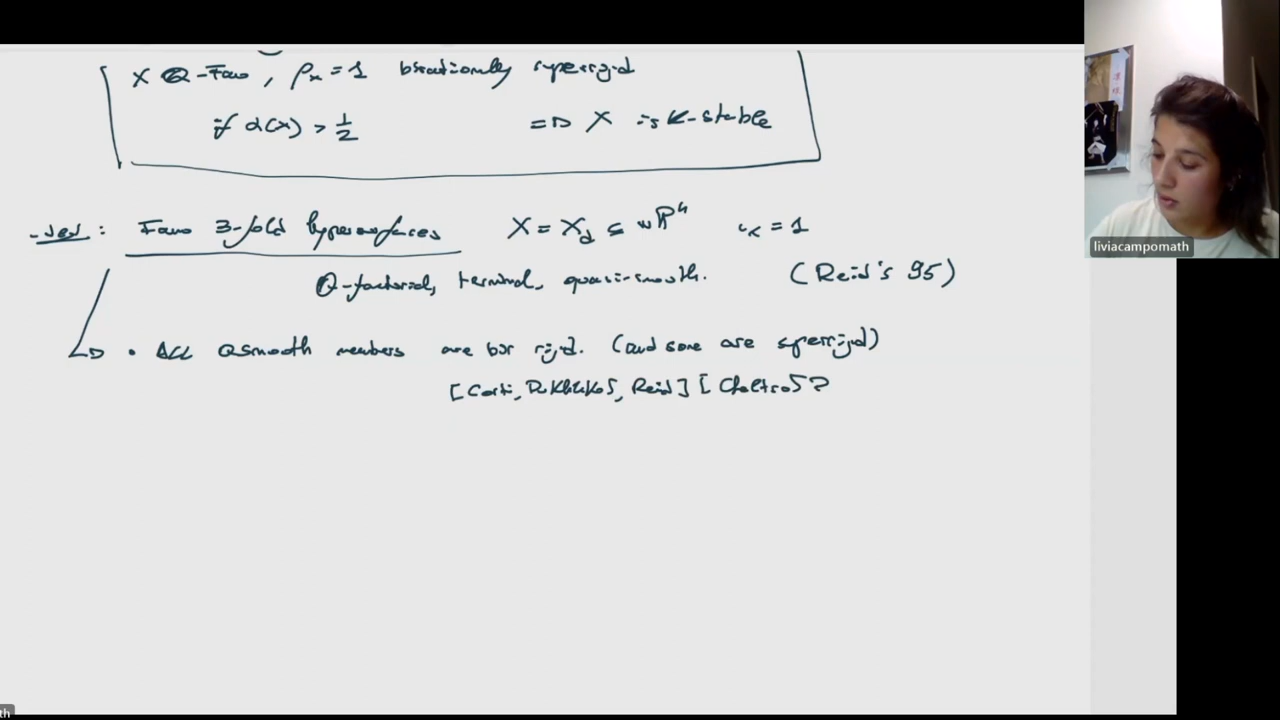 X Q-Fano, ρ_X = 1 birationally superrigid
if α(X) > 1/2 => X is K-stable
Fano 3-fold hypersurfaces X = X_d ⊆ wP^4 ι_X = 1
Q-factorial, terminal, quasi-smooth. (Reid's 95)
• All Qsmooth members are bir rigid. (and some are superrigid)
[Corti, Pukhlikov, Reid] [Cheltsov
liviacampomath
th